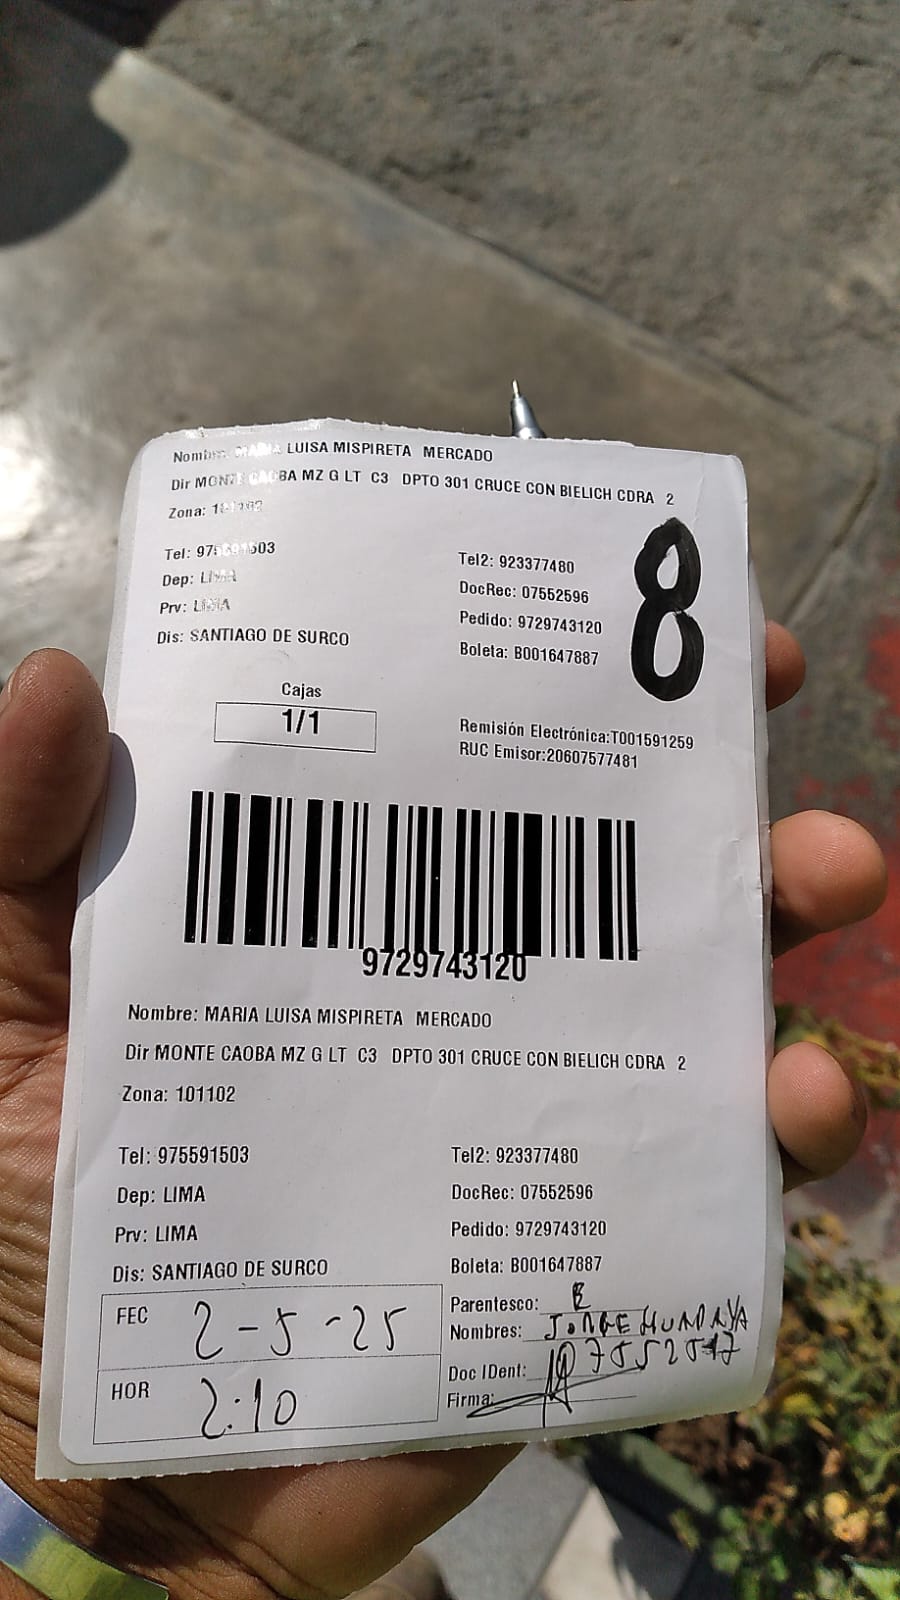 Nombre: MARIA LUISA MISPIRETA MERCADO
Dir MONTE CAOBA MZ G LT C3 DPTO 301 CRUCE CON BIELICH CDRA 2
Zona: 101102
Tel: 975591503 Tel2: 923377480
Dep: LIMA DocRec: 07552596
Prv: LIMA Pedido: 9729743120
Dis: SANTIAGO DE SURCO Boleta: B001647887
8
Cajas
1/1
Remisión Electrónica:T001591259
RUC Emisor:20607577481
9729743120
Nombre: MARIA LUISA MISPIRETA MERCADO
Dir MONTE CAOBA MZ G LT C3 DPTO 301 CRUCE CON BIELICH CDRA 2
Zona: 101102
Tel: 975591503 Tel2: 923377480
Dep: LIMA DocRec: 07552596
Prv: LIMA Pedido: 9729743120
Dis: SANTIAGO DE SURCO Boleta: B001647887
FEC 2-5-25
HOR 2:10
Parentesco:
Nombres: JORGE
Doc IDent:
Firma: